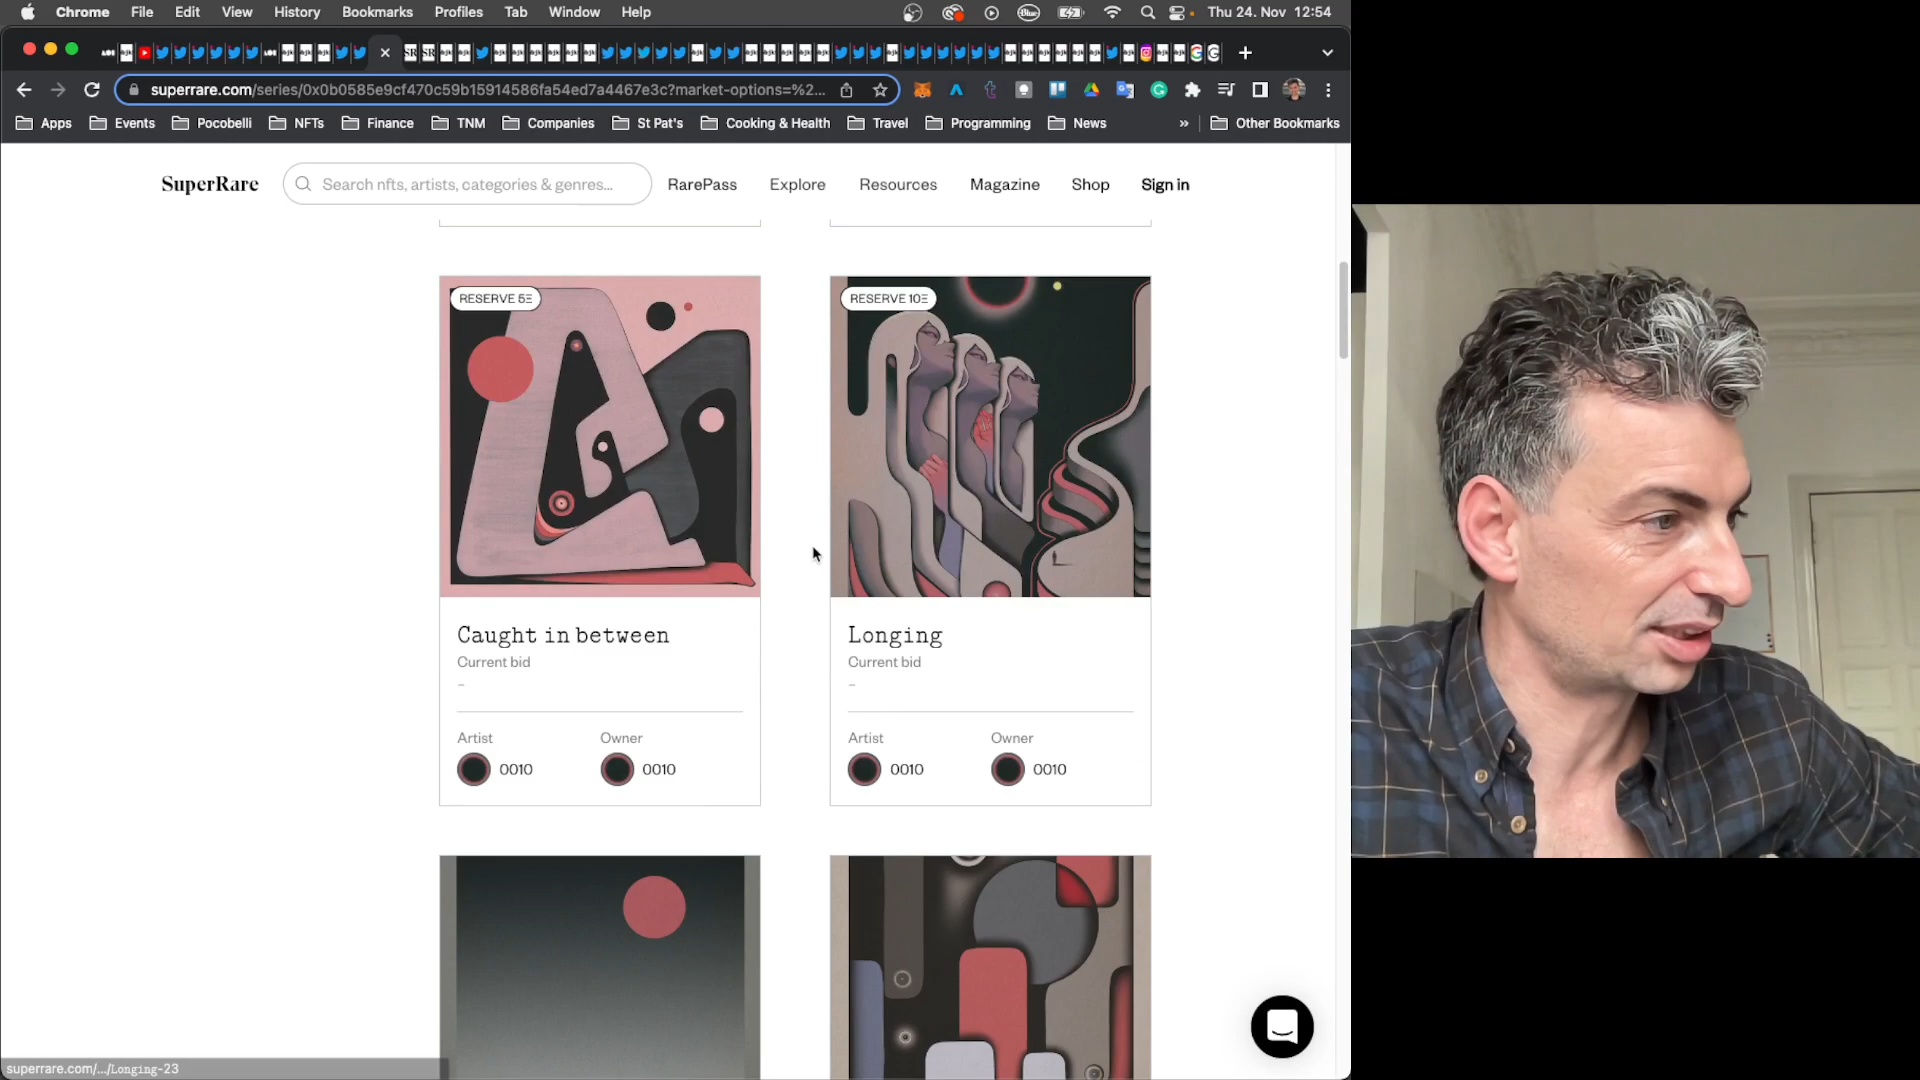 Chrome File Edit View History Bookmarks Profiles Tab Window Help Thu 24. Nov 12:54
superrare.com/series/0x0b0585e9cf470c59b15914586fa54ed7a4467e3c?market-options=%2...
Apps Events Pocobelli NFTs Finance TNM Companies St Pat's Cooking & Health Travel Programming News » Other Bookmarks
SuperRare Search nfts, artists, categories & genres... RarePass Explore Resources Magazine Shop Sign in
RESERVE 5Ξ RESERVE 10Ξ
Caught in between Longing
Current bid Current bid
– –
Artist Owner Artist Owner
0010 0010 0010 0010
superrare.com/.../Longing-23